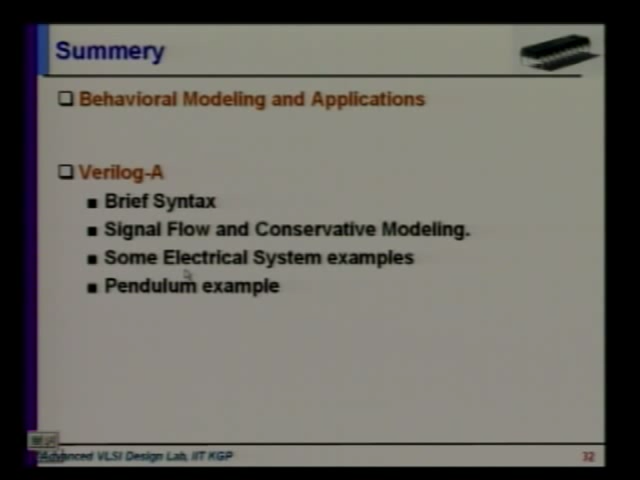 Summery
Behavioral Modeling and Applications
Verilog-A
Brief Syntax
Signal Flow and Conservative Modeling.
Some Electrical System examples
Pendulum example
Advanced VLSI Design Lab, IIT KGP
32